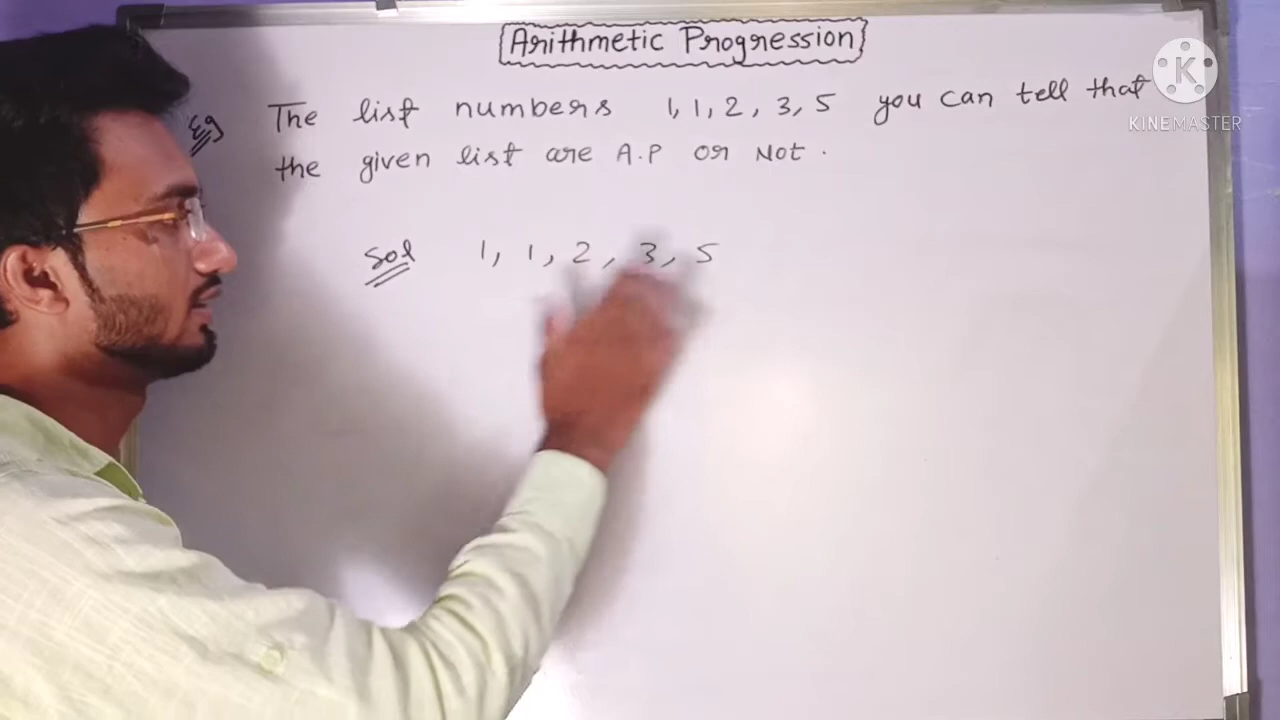 Arithmetic Progression
Eg The list numbers 1, 1, 2, 3, 5 you can tell that
the given list are A.P or Not.
Sol 1, 1, 2, 3, 5
K
KINEMASTER